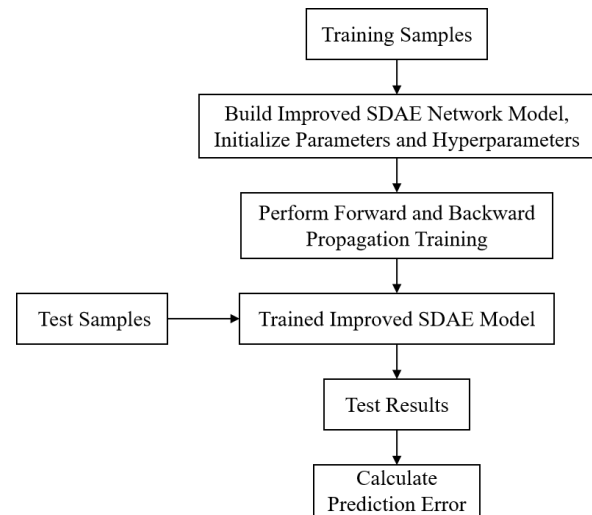 Training Samples
Build Improved SDAE Network Model,
Initialize Parameters and Hyperparameters
Perform Forward and Backward
Propagation Training
Test Samples
Trained Improved SDAE Model
Test Results
Calculate
Prediction Error